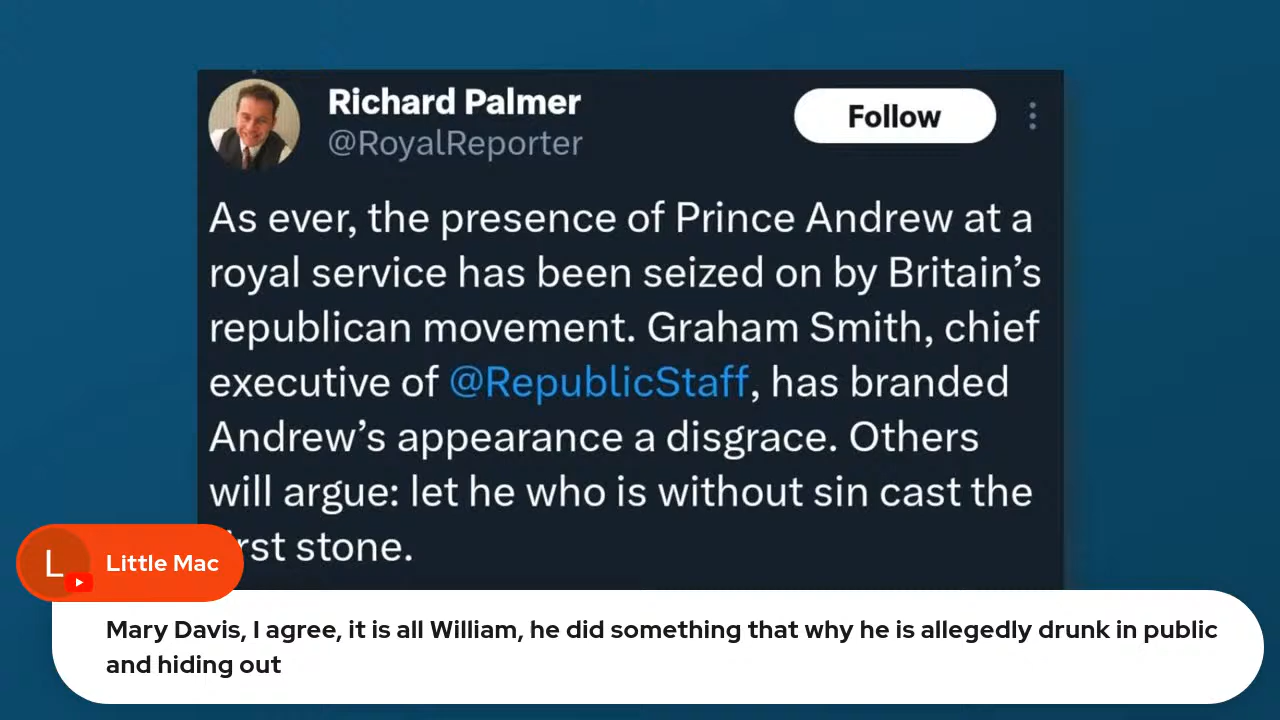 Richard Palmer
@RoyalReporter
Follow
As ever, the presence of Prince Andrew at a
royal service has been seized on by Britain's
republican movement. Graham Smith, chief
executive of @RepublicStaff, has branded
Andrew's appearance a disgrace. Others
will argue: let he who is without sin cast the
rst stone.
L
Little Mac
Mary Davis, I agree, it is all William, he did something that why he is allegedly drunk in public
and hiding out